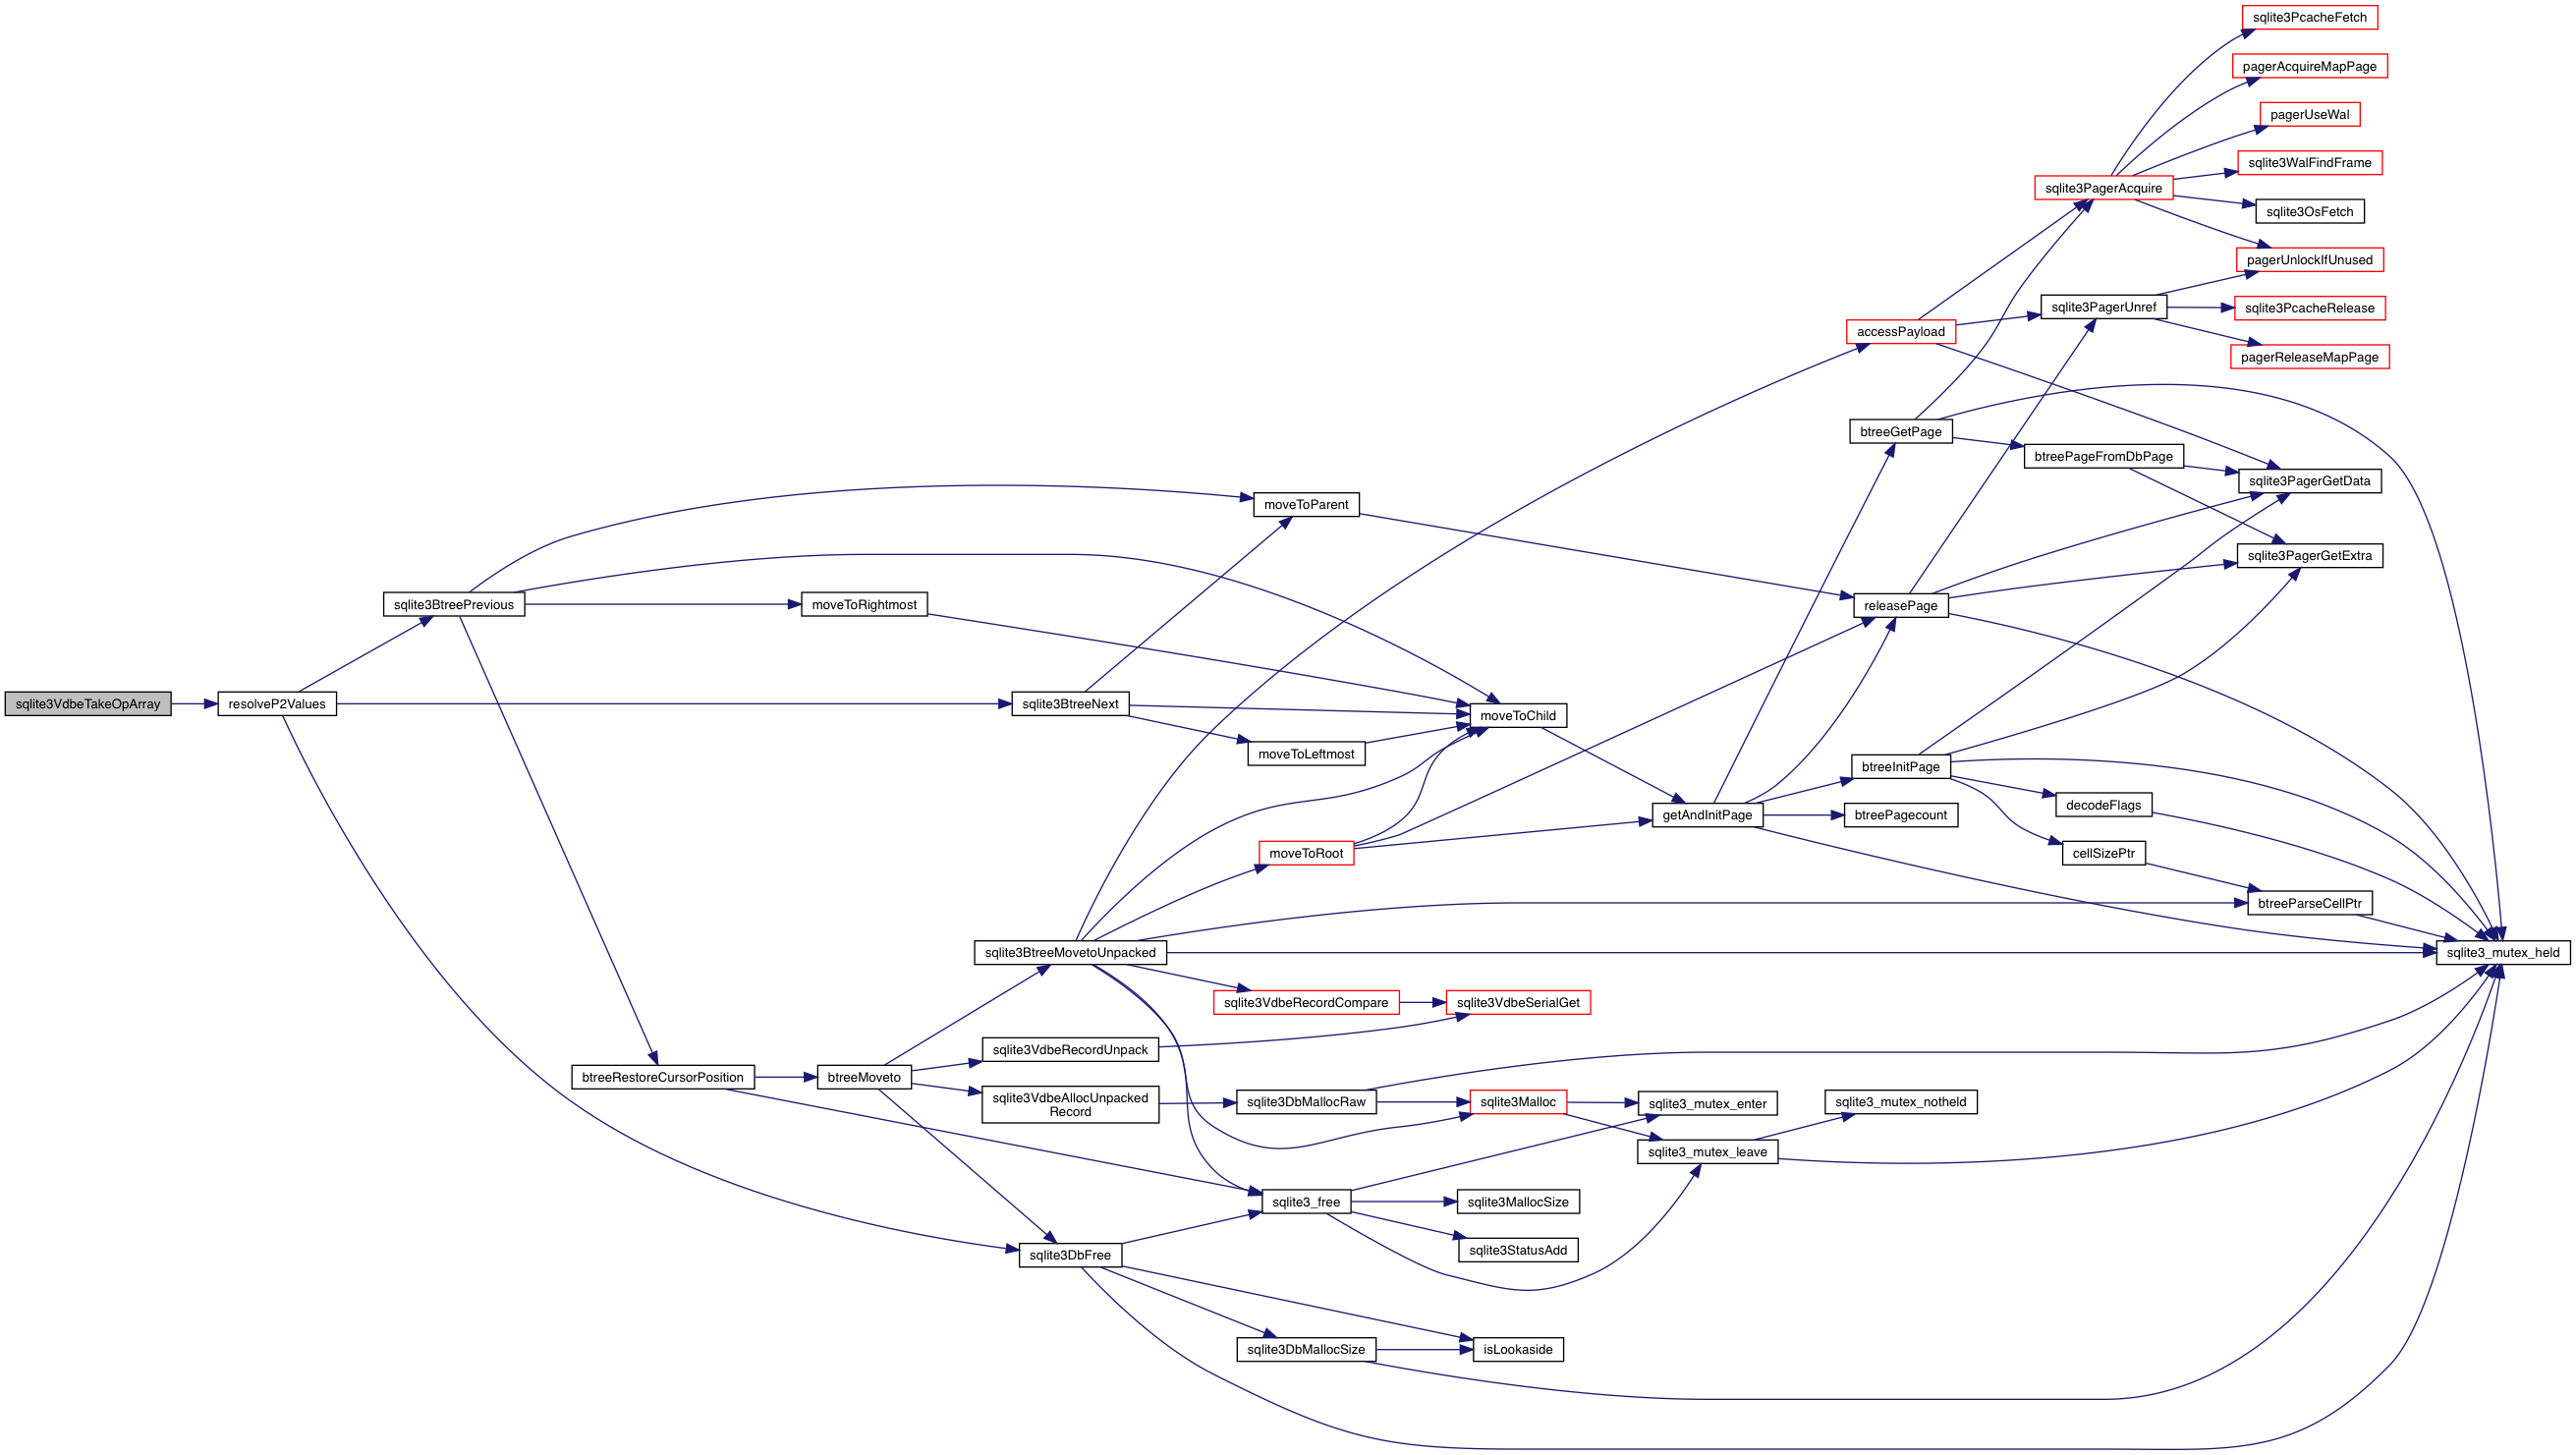 sqlite3PcacheFetch
pagerAcquireMapPage
pagerUseWal
sqlite3WalFindFrame
sqlite3PagerAcquire
sqlite3OsFetch
pagerUnlockIfUnused
sqlite3PagerUnref
sqlite3PcacheRelease
accessPayload
pagerReleaseMapPage
btreeGetPage
btreePageFromDbPage
sqlite3PagerGetData
moveToParent
sqlite3PagerGetExtra
sqlite3BtreePrevious
moveToRightmost
releasePage
sqlite3VdbeTakeOpArray
resolveP2Values
sqlite3BtreeNext
moveToChild
moveToLeftmost
btreeInitPage
decodeFlags
getAndInitPage
btreePagecount
moveToRoot
cellSizePtr
btreeParseCellPtr
sqlite3BtreeMovetoUnpacked
sqlite3_mutex_held
sqlite3VdbeRecordCompare
sqlite3VdbeSerialGet
sqlite3VdbeRecordUnpack
btreeRestoreCursorPosition
btreeMoveto
sqlite3VdbeAllocUnpacked
Record
sqlite3DbMallocRaw
sqlite3Malloc
sqlite3_mutex_enter
sqlite3_mutex_notheld
sqlite3_mutex_leave
sqlite3_free
sqlite3MallocSize
sqlite3StatusAdd
sqlite3DbFree
sqlite3DbMallocSize
isLookaside